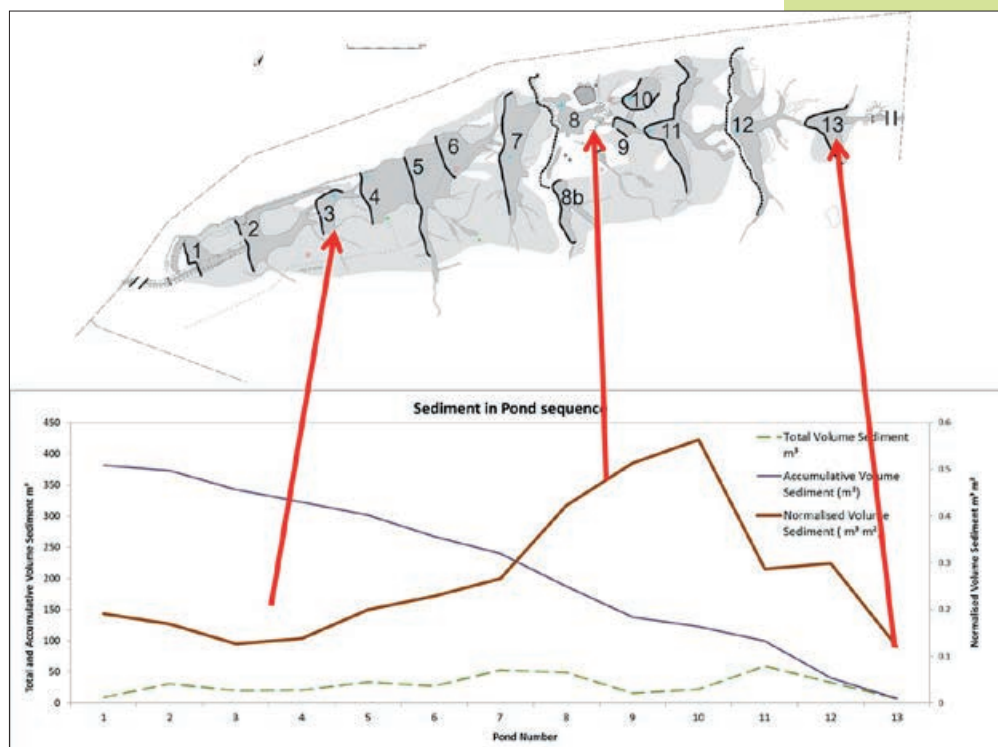 1
2
3
4
5
6
7
8
8b
9
10
11
12
13
Sediment in Pond sequence
Total Volume Sediment
m³
Accumulative Volume
Sediment (m³)
Normalised Volume
Sediment ( m³ m²)
Total and Accumulative Volume Sediment m³
450
400
350
300
250
200
150
100
50
0
Normalised Volume Sediment m³ m²
0.6
0.5
0.4
0.3
0.2
0.1
0
1 2 3 4 5 6 7 8 9 10 11 12 13
Pond Number